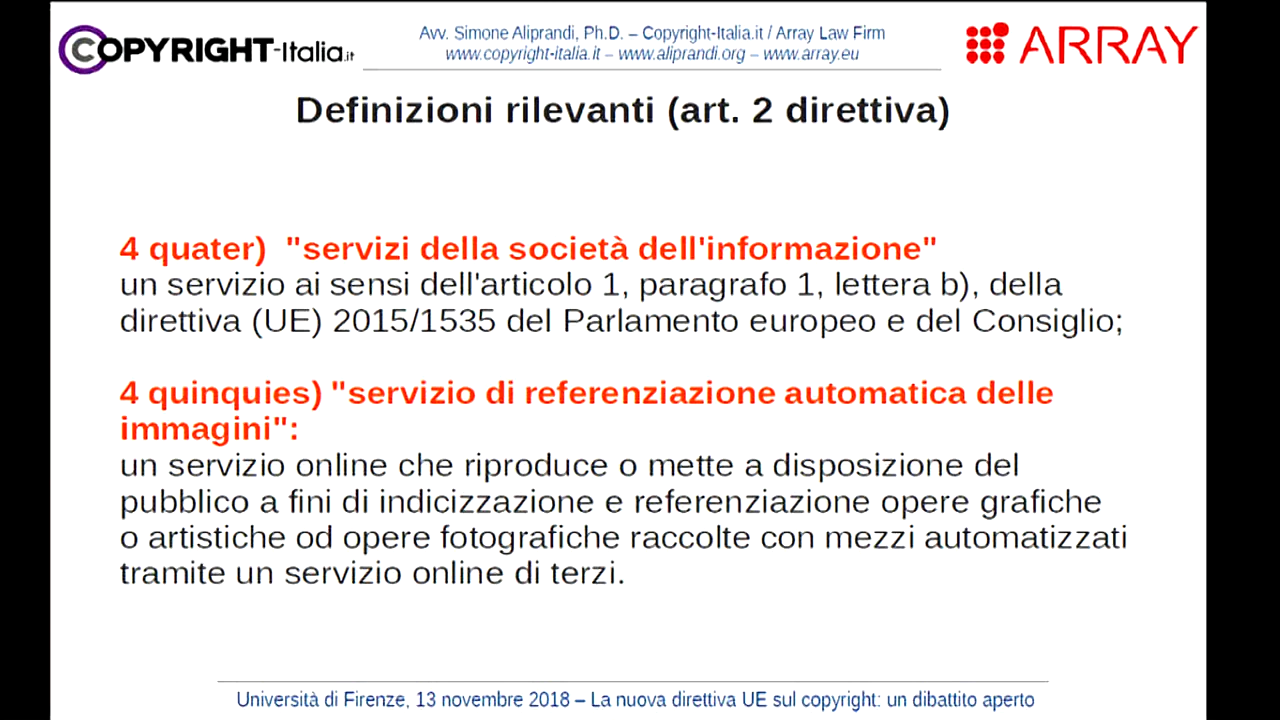 COPYRIGHT-Italia.it
Avv. Simone Aliprandi, Ph.D. – Copyright-Italia.it / Array Law Firm
www.copyright-italia.it – www.aliprandi.org – www.array.eu
ARRAY
Definizioni rilevanti (art. 2 direttiva)
4 quater) "servizi della società dell'informazione"
un servizio ai sensi dell'articolo 1, paragrafo 1, lettera b), della
direttiva (UE) 2015/1535 del Parlamento europeo e del Consiglio;
4 quinquies) "servizio di referenziazione automatica delle
immagini":
un servizio online che riproduce o mette a disposizione del
pubblico a fini di indicizzazione e referenziazione opere grafiche
o artistiche od opere fotografiche raccolte con mezzi automatizzati
tramite un servizio online di terzi.
Università di Firenze, 13 novembre 2018 – La nuova direttiva UE sul copyright: un dibattito aperto